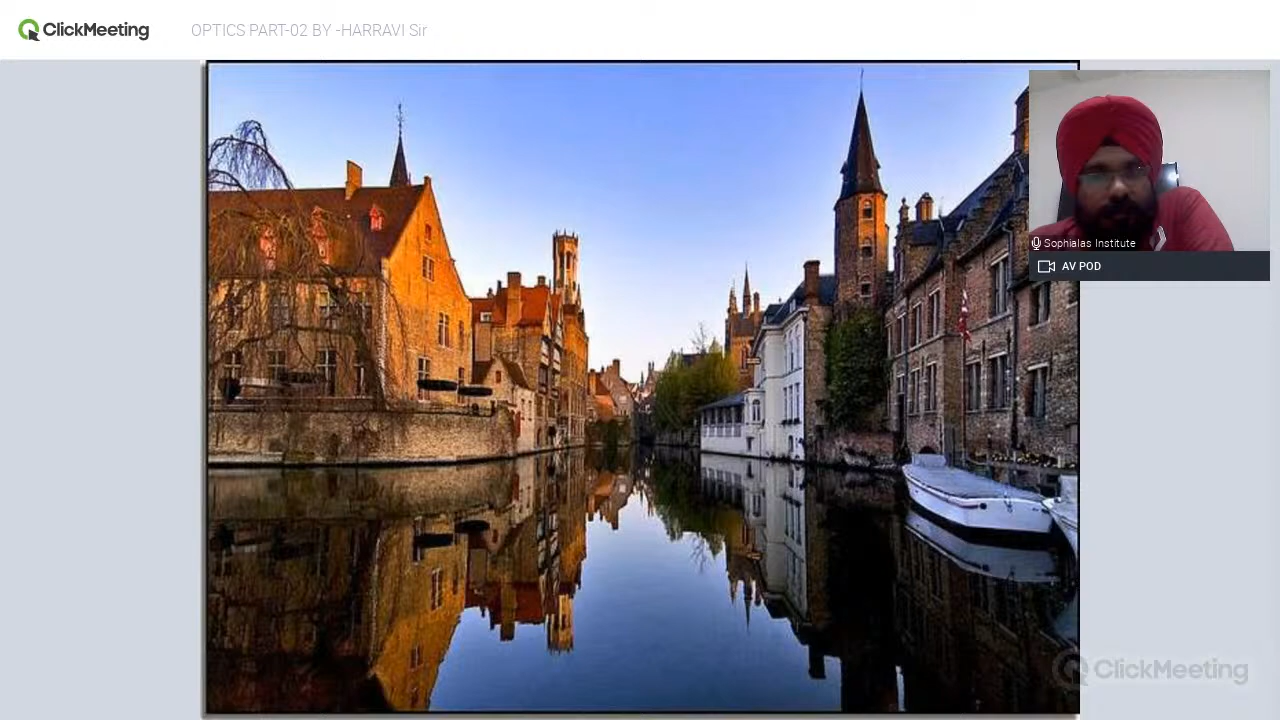 ClickMeeting
OPTICS PART-02 BY -HARRAVI Sir
Sophialas Institute
AV POD
ClickMeeting